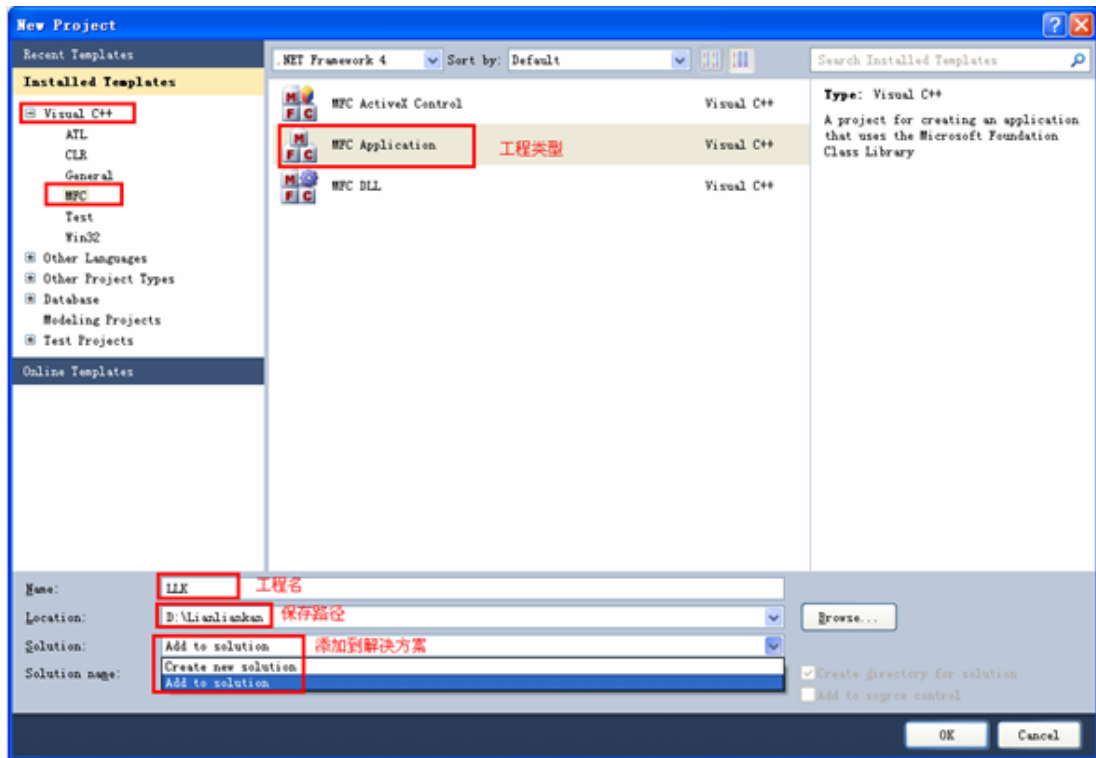 New Project
Recent Templates
Installed Templates
Visual C++
ATL
CLR
General
MFC
Test
Win32
Other Languages
Other Project Types
Database
Modeling Projects
Test Projects
Online Templates
.NET Framework 4 Sort by: Default
MFC ActiveX Control Visual C++
MFC Application 工程类型 Visual C++
MFC DLL Visual C++
Search Installed Templates
Type: Visual C++
A project for creating an application
that uses the Microsoft Foundation
Class Library
Name: LLK 工程名
Location: D:\Lianliankan 保存路径 Browse...
Solution: Add to solution 添加到解决方案
Create new solution
Add to solution
Solution name:
Create directory for solution
Add to source control
OK Cancel